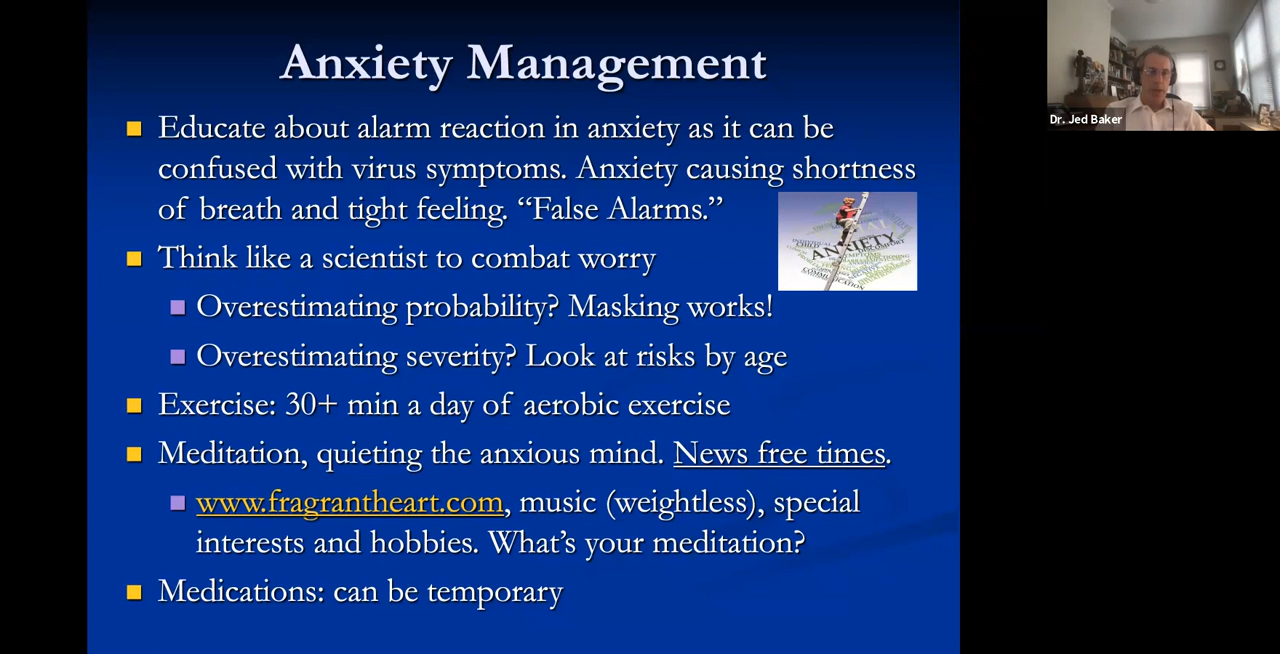 Anxiety Management
Educate about alarm reaction in anxiety as it can be
confused with virus symptoms. Anxiety causing shortness
of breath and tight feeling. “False Alarms.”
ANXIETY
COMMUNICATION
Think like a scientist to combat worry
Overestimating probability? Masking works!
Overestimating severity? Look at risks by age
Exercise: 30+ min a day of aerobic exercise
Meditation, quieting the anxious mind. News free times.
www.fragrantheart.com, music (weightless), special
interests and hobbies. What’s your meditation?
Medications: can be temporary
Dr. Jed Baker